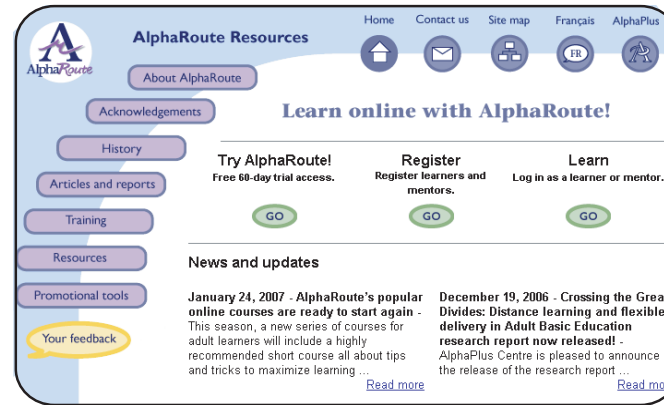 Home
Contact us
Site map
Français
AlphaPlus
AlphaRoute Resources
AlphaRoute
FR
About AlphaRoute
Acknowledgements
History
Articles and reports
Training
Resources
Promotional tools
Your feedback
Learn online with AlphaRoute!
Try AlphaRoute!
Free 60-day trial access.
GO
Register
Register learners and
mentors.
GO
Learn
Log in as a learner or mentor.
GO
News and updates
January 24, 2007 - AlphaRoute's popular
online courses are ready to start again -
This season, a new series of courses for
adult learners will include a highly
recommended short course all about tips
and tricks to maximize learning ...
Read more
December 19, 2006 - Crossing the Grea
Divides: Distance learning and flexible
delivery in Adult Basic Education
research report now released! -
AlphaPlus Centre is pleased to announce
the release of the research report ...
Read mo